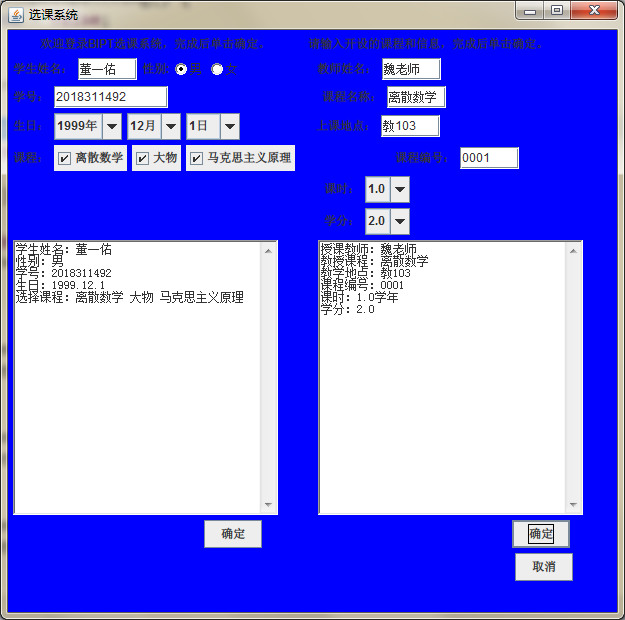 选课系统
欢迎登录BIPT选课系统，完成后单击确定。
请输入开设的课程和信息，完成后单击确定。
学生姓名： 董一佑 性别: 男 女
教师姓名： 魏老师
学号： 2018311492
课程名称： 离散数学
生日： 1999年 12月 1日
上课地点： 教103
课程： 离散数学 大物 马克思主义原理
课程编号： 0001
课时： 1.0
学分： 2.0
学生姓名：董一佑
性别：男
学号：2018311492
生日：1999.12.1
选择课程：离散数学 大物 马克思主义原理
授课教师：魏老师
教授课程：离散数学
教学地点：教103
课程编号：0001
课时：1.0学年
学分：2.0
确定
确定
取消